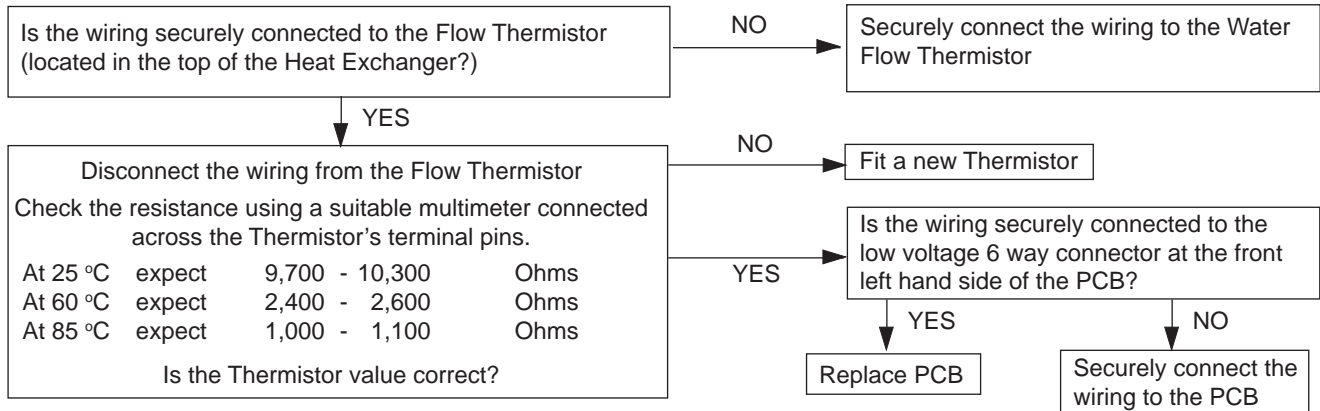 Is the wiring securely connected to the Flow Thermistor
(located in the top of the Heat Exchanger?)
NO
Securely connect the wiring to the Water
Flow Thermistor
YES
Disconnect the wiring from the Flow Thermistor
Check the resistance using a suitable multimeter connected
across the Thermistor's terminal pins.
At 25 °C expect 9,700 - 10,300 Ohms
At 60 °C expect 2,400 - 2,600 Ohms
At 85 °C expect 1,000 - 1,100 Ohms
Is the Thermistor value correct?
NO
Fit a new Thermistor
YES
Is the wiring securely connected to the
low voltage 6 way connector at the front
left hand side of the PCB?
YES
Replace PCB
NO
Securely connect the
wiring to the PCB